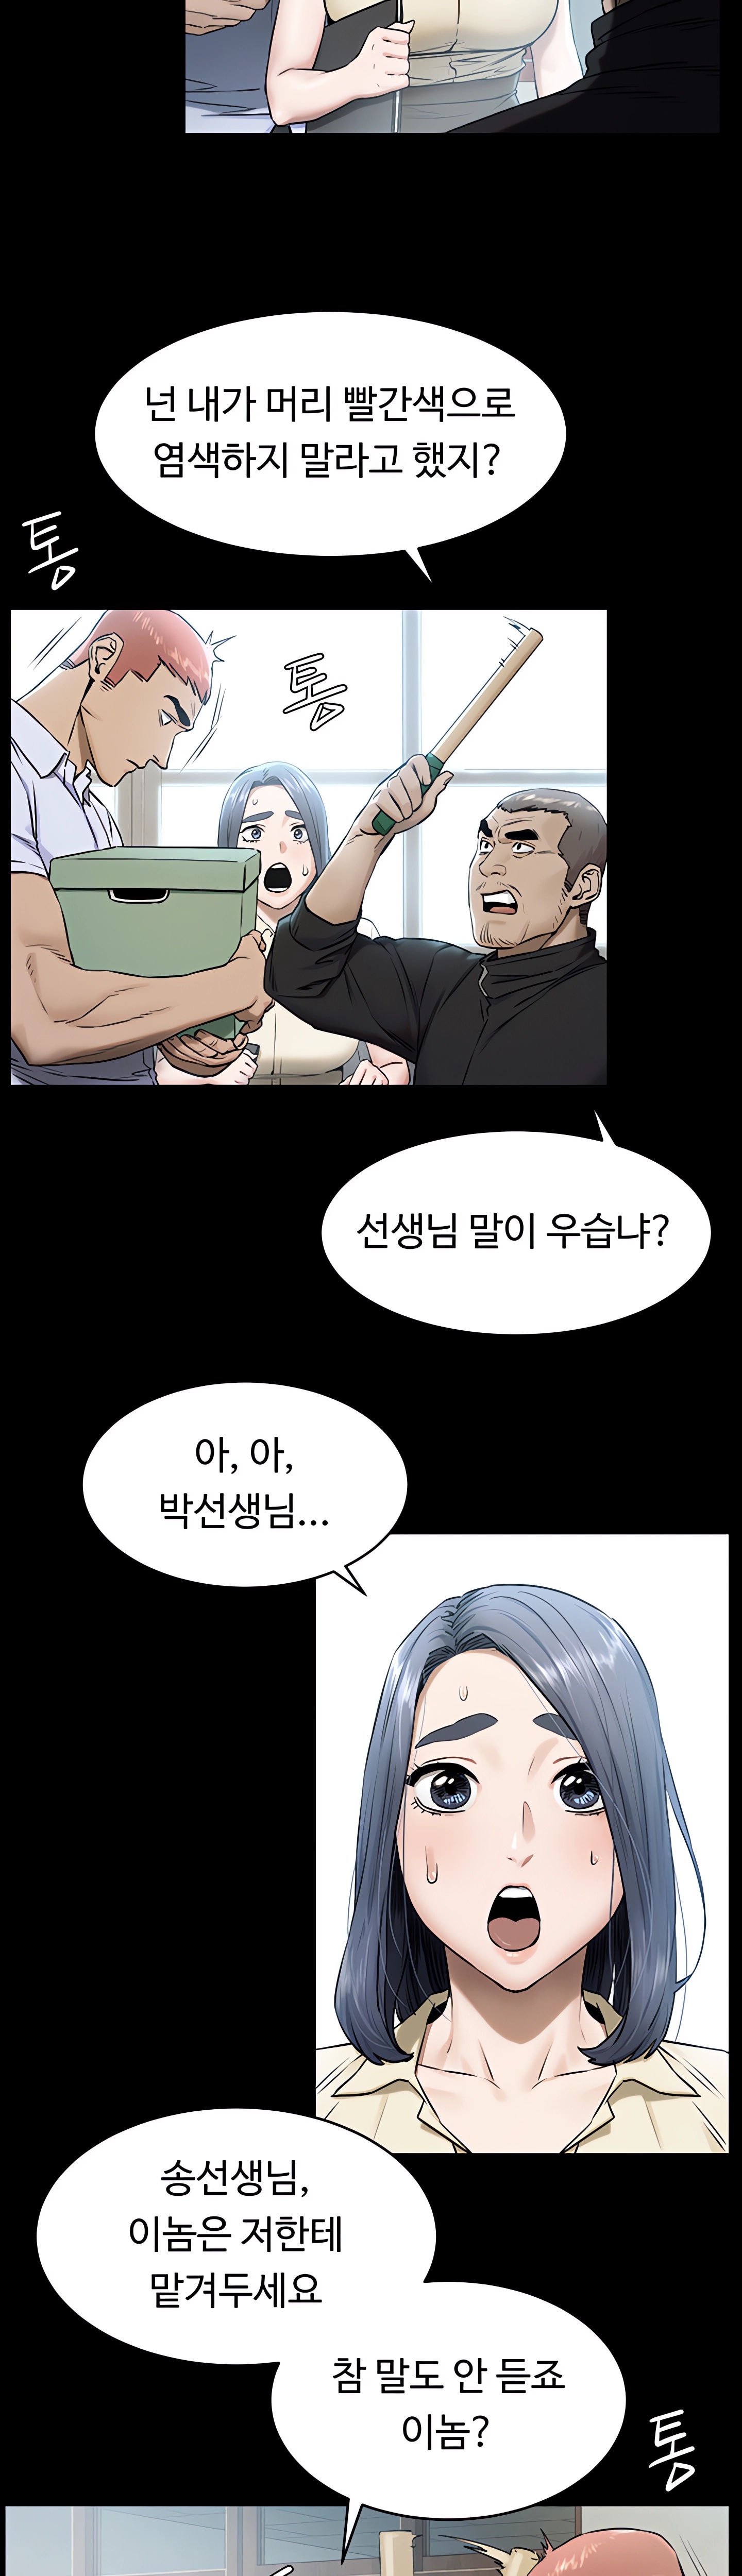 넌 내가 머리 빨간색으로
염색하지 말라고 했지?
통
통
선생님 말이 우습냐?
아, 아,
박선생님...
송선생님,
이놈은 저한테
맡겨두세요
참 말도 안 듣죠
이놈?
통